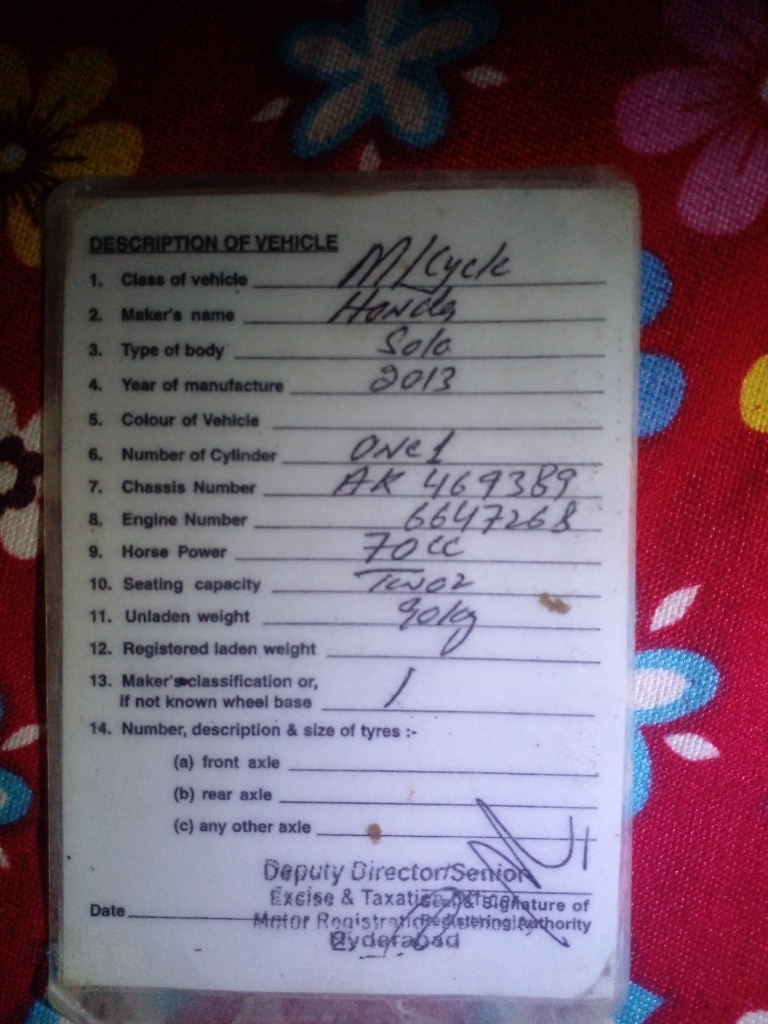 DESCRIPTION OF VEHICLE
1. Class of vehicle M/Cycle
2. Maker's name Honda
3. Type of body Solo
4. Year of manufacture 2013
5. Colour of Vehicle
6. Number of Cylinder One 1
7. Chassis Number AK 469389
8. Engine Number 6647268
9. Horse Power 70cc
10. Seating capacity Two 2
11. Unladen weight 90kg
12. Registered laden weight
13. Maker's classification or,
if not known wheel base /
14. Number, description & size of tyres :-
(a) front axle
(b) rear axle
(c) any other axle
Deputy Director/Senior
Excise & Taxation
Seal & Signature of
Date
Motor Registration
Registering Authority
Hyderabad